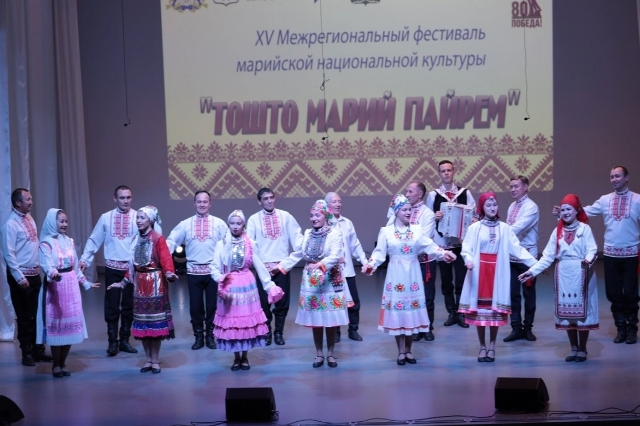 80
ПОБЕДА!
XV Межрегиональный фестиваль
марийской национальной культуры
"ТОШТО МАРИЙ ПАЙРЕМ"